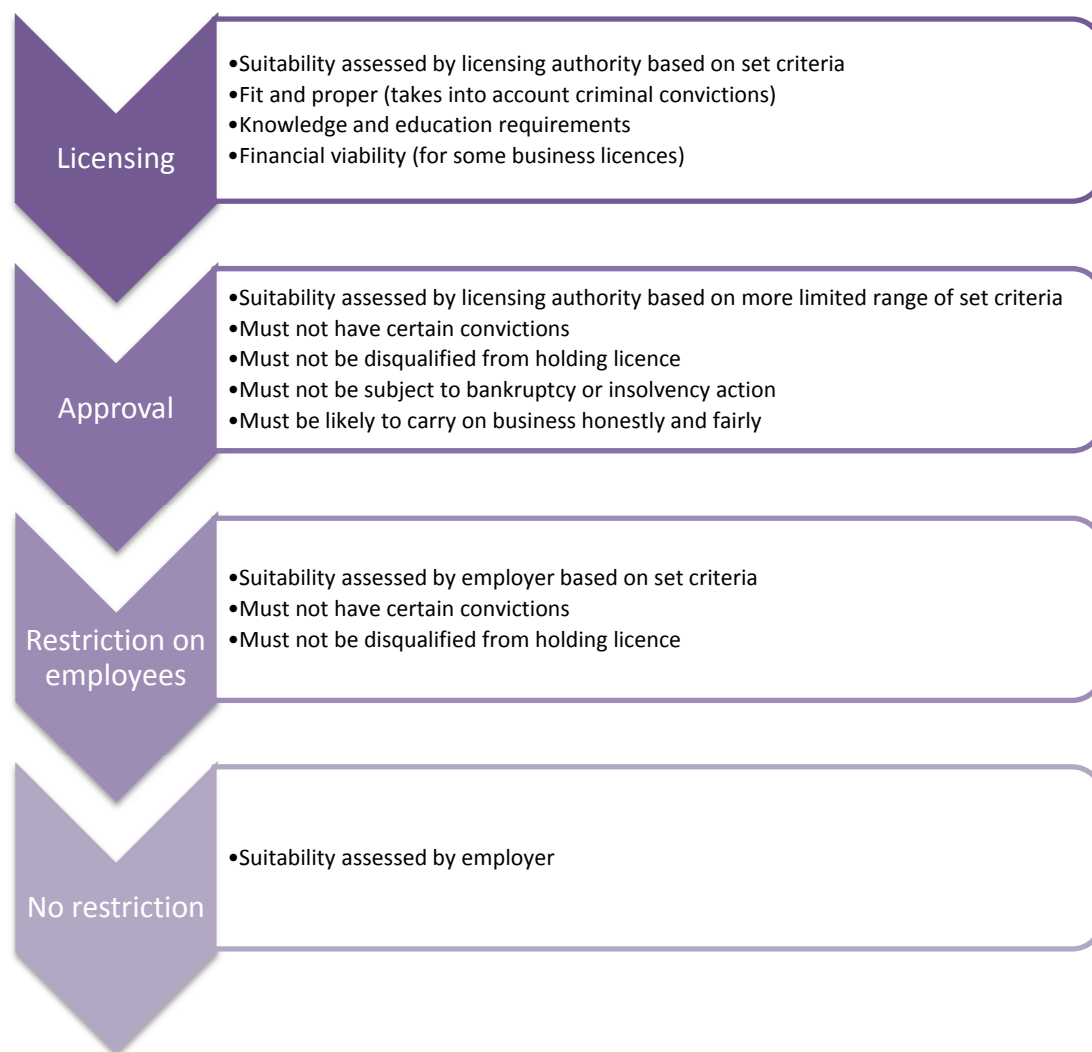 Licensing
•Suitability assessed by licensing authority based on set criteria
•Fit and proper (takes into account criminal convictions)
•Knowledge and education requirements
•Financial viability (for some business licences)
Approval
•Suitability assessed by licensing authority based on more limited range of set criteria
•Must not have certain convictions
•Must not be disqualified from holding licence
•Must not be subject to bankruptcy or insolvency action
•Must be likely to carry on business honestly and fairly
Restriction on
employees
•Suitability assessed by employer based on set criteria
•Must not have certain convictions
•Must not be disqualified from holding licence
No restriction
•Suitability assessed by employer